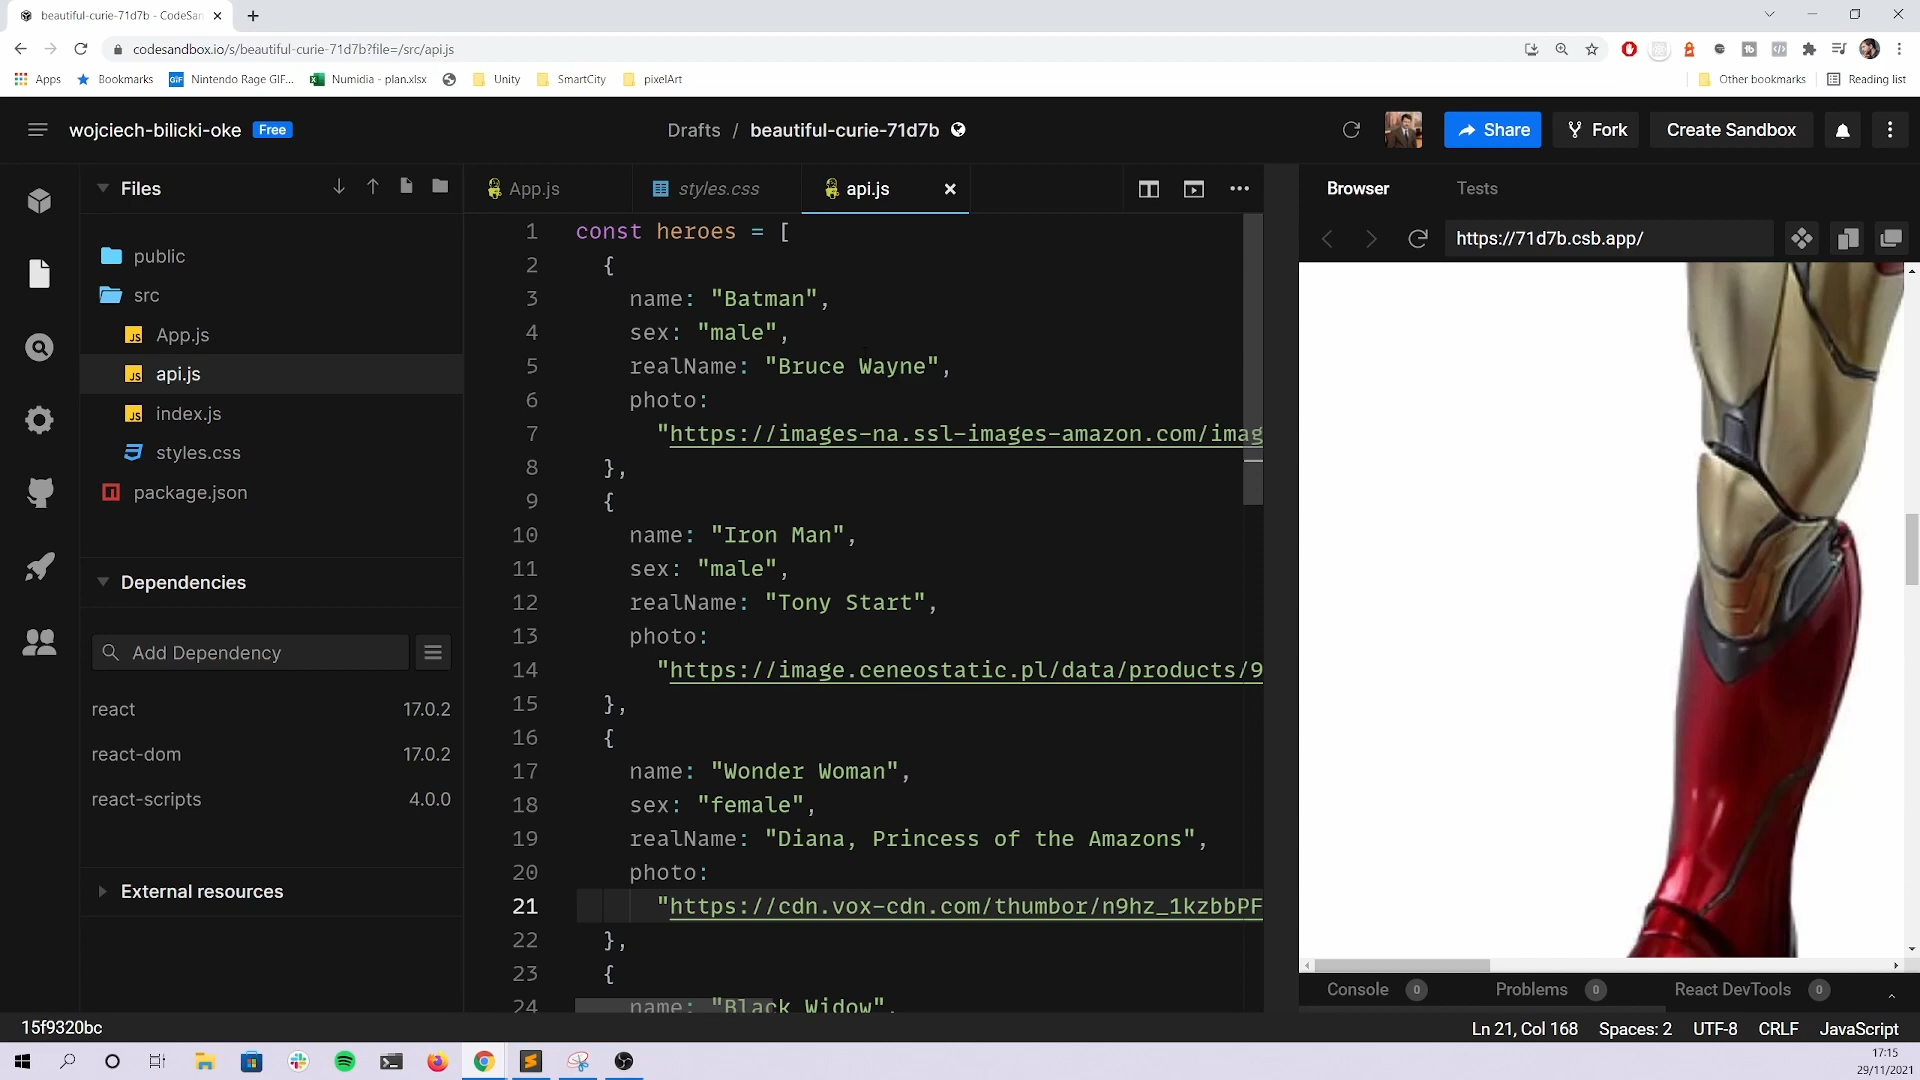 beautiful-curie-71d7b - CodeSan
codesandbox.io/s/beautiful-curie-71d7b?file=/src/api.js
Apps
Bookmarks
Nintendo Rage GIF...
Numidia - plan.xlsx
Unity
SmartCity
pixelArt
Other bookmarks
Reading list
wojciech-bilicki-oke
Free
Drafts / beautiful-curie-71d7b
Share
Fork
Create Sandbox
Files
public
src
App.js
api.js
index.js
styles.css
package.json
Dependencies
Add Dependency
react 17.0.2
react-dom 17.0.2
react-scripts 4.0.0
External resources
App.js
styles.css
api.js
1 const heroes = [
2 {
3 name: "Batman",
4 sex: "male",
5 realName: "Bruce Wayne",
6 photo:
7 "https://images-na.ssl-images-amazon.com/imag
8 },
9 {
10 name: "Iron Man",
11 sex: "male",
12 realName: "Tony Start",
13 photo:
14 "https://image.ceneostatic.pl/data/products/9
15 },
16 {
17 name: "Wonder Woman",
18 sex: "female",
19 realName: "Diana, Princess of the Amazons",
20 photo:
21 "https://cdn.vox-cdn.com/thumbor/n9hz_1kzbbPF
22 },
23 {
24 name: "Black Widow",
Browser
Tests
https://71d7b.csb.app/
Console 0
Problems 0
React DevTools 0
15f9320bc
Ln 21, Col 168
Spaces: 2
UTF-8
CRLF
JavaScript
17:15
29/11/2021